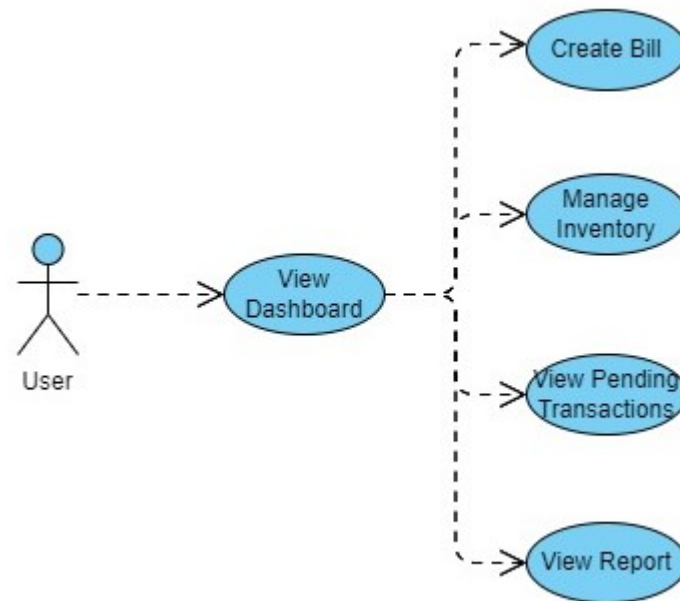 Create Bill
Manage
Inventory
View
Dashboard
User
View Pending
Transactions
View Report